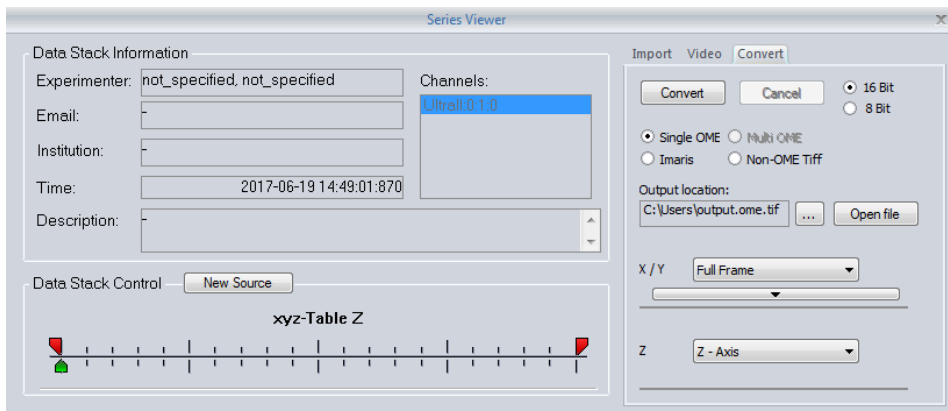 Series Viewer
x
Data Stack Information
Experimenter: not_specified, not_specified
Email: -
Institution: -
Time: 2017-06-19 14:49:01:870
Description: -
Channels:
UltraII:0:1:0
Data Stack Control
New Source
xyz-Table Z
Import Video Convert
Convert Cancel
16 Bit
8 Bit
Single OME Multi OME
Imaris Non-OME Tiff
Output location:
C:\Users\output.ome.tif ... Open file
X / Y Full Frame
Z Z - Axis